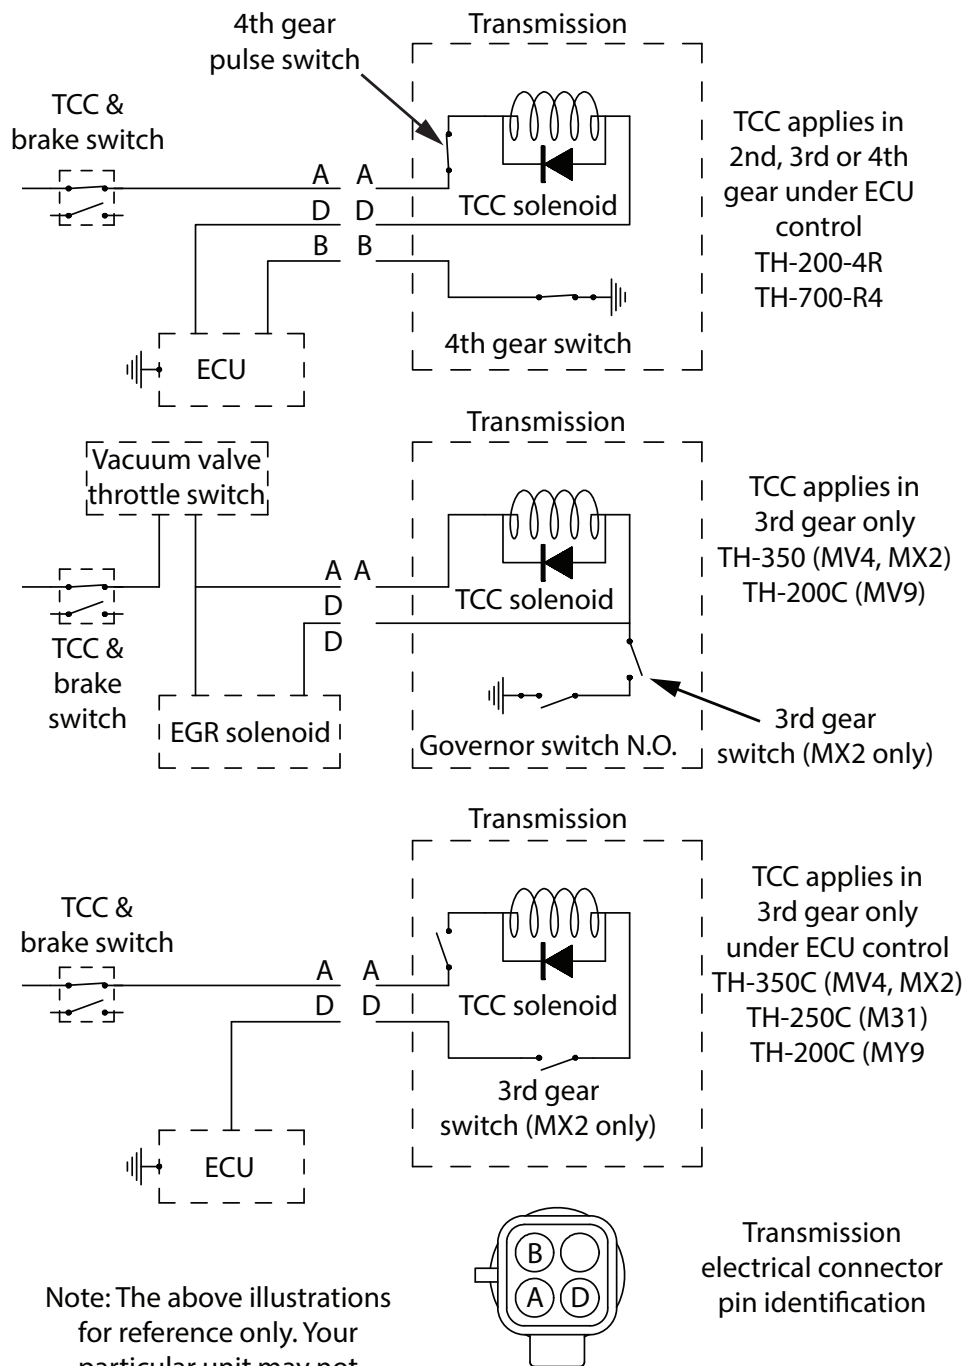 4th gear
pulse switch
Transmission
TCC &
brake switch
A A
D D
B B
TCC solenoid
4th gear switch
ECU
TCC applies in
2nd, 3rd or 4th
gear under ECU
control
TH-200-4R
TH-700-R4
Transmission
Vacuum valve
throttle switch
A A
D
D
TCC solenoid
TCC &
brake
switch
EGR solenoid
Governor switch N.O.
3rd gear
switch (MX2 only)
TCC applies in
3rd gear only
TH-350 (MV4, MX2)
TH-200C (MV9)
Transmission
TCC &
brake switch
A A
D D
TCC solenoid
3rd gear
switch (MX2 only)
ECU
TCC applies in
3rd gear only
under ECU control
TH-350C (MV4, MX2)
TH-250C (M31)
TH-200C (MY9
B
A D
Transmission
electrical connector
pin identification
Note: The above illustrations
for reference only. Your
particular unit may not